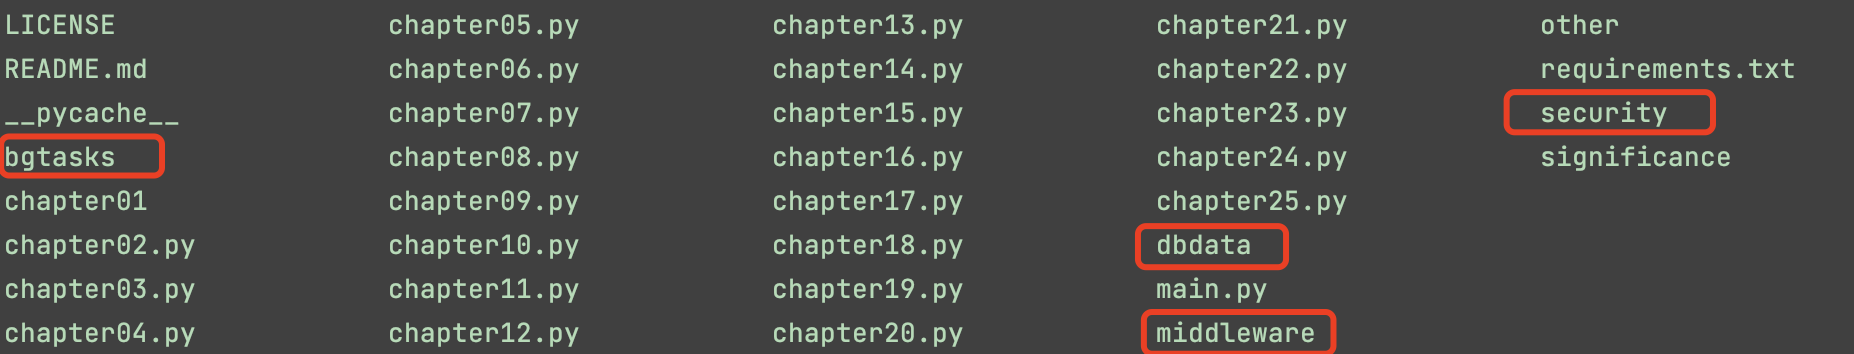 LICENSE chapter05.py chapter13.py chapter21.py other
README.md chapter06.py chapter14.py chapter22.py requirements.txt
__pycache__ chapter07.py chapter15.py chapter23.py security
bgtasks chapter08.py chapter16.py chapter24.py significance
chapter01 chapter09.py chapter17.py chapter25.py
chapter02.py chapter10.py chapter18.py dbdata
chapter03.py chapter11.py chapter19.py main.py
chapter04.py chapter12.py chapter20.py middleware